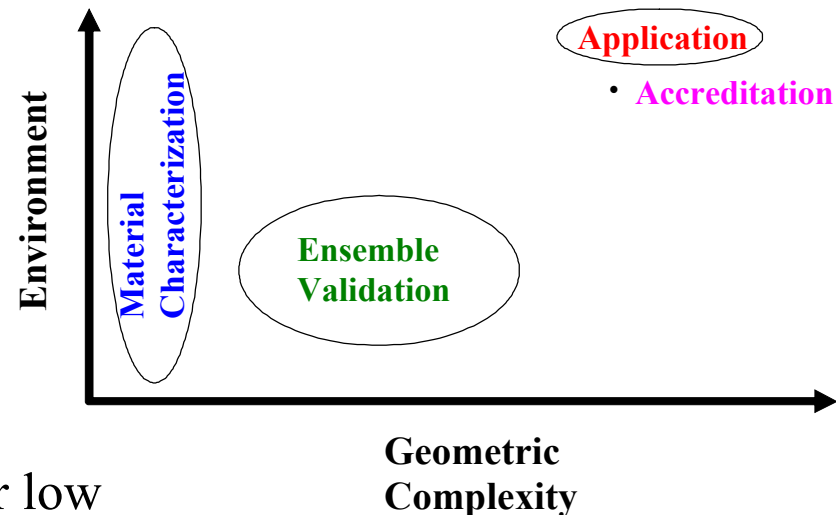 Application
• Accreditation
Environment
Material
Characterization
Ensemble
Validation
Geometric
Complexity
r low